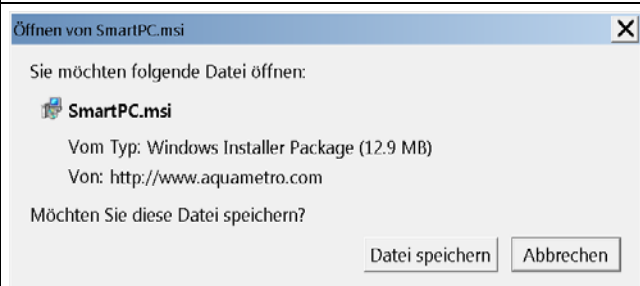 Öffnen von SmartPC.msi
Sie möchten folgende Datei öffnen:
SmartPC.msi
Vom Typ: Windows Installer Package (12.9 MB)
Von: http://www.aquametro.com
Möchten Sie diese Datei speichern?
Datei speichern Abbrechen